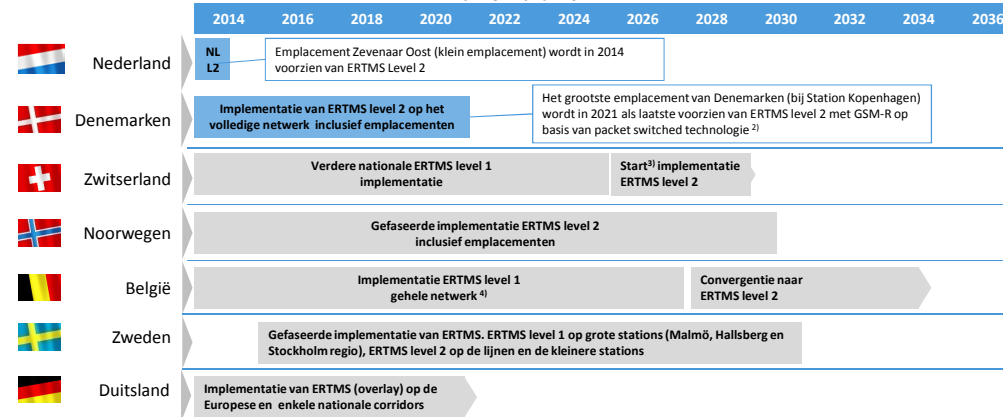 2014 2016 2018 2020 2022 2024 2026 2028 2030 2032 2034 2036
Nederland
NL
L2
Emplacement Zevenaar Oost (klein emplacement) wordt in 2014
voorzien van ERTMS Level 2
Denemarken
Implementatie van ERTMS level 2 op het
volledige netwerk inclusief emplacementen
Het grootste emplacement van Denemarken (bij Station Kopenhagen)
wordt in 2021 als laatste voorzien van ERTMS level 2 met GSM-R op
basis van packet switched technologie 2)
Zwitserland
Verdere nationale ERTMS level 1
implementatie
Start3) implementatie
ERTMS level 2
Noorwegen
Gefaseerde implementatie ERTMS level 2
inclusief emplacementen
België
Implementatie ERTMS level 1
gehele netwerk 4)
Convergentie naar
ERTMS level 2
Zweden
Gefaseerde implementatie van ERTMS. ERTMS level 1 op grote stations (Malmö, Hallsberg en
Stockholm regio), ERTMS level 2 op de lijnen en de kleinere stations
Duitsland
Implementatie van ERTMS (overlay) op de
Europese en enkele nationale corridors